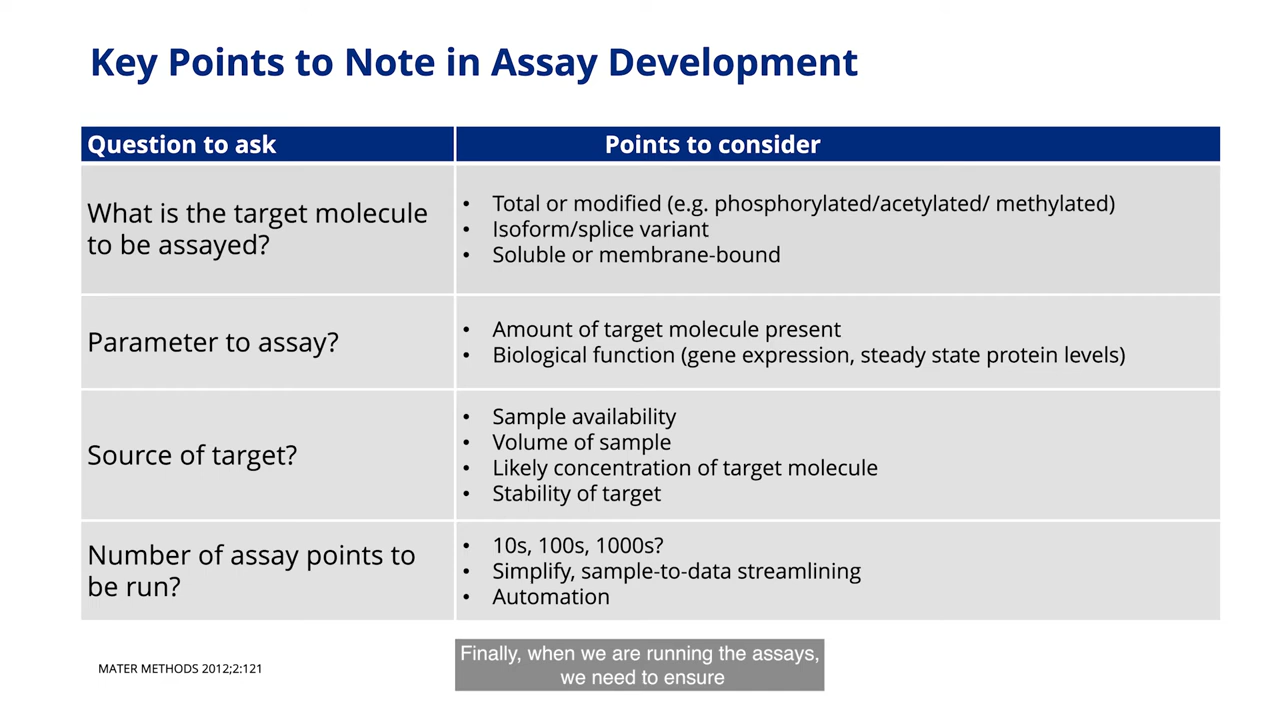 Key Points to Note in Assay Development
Question to ask
Points to consider
What is the target molecule
to be assayed?
• Total or modified (e.g. phosphorylated/acetylated/ methylated)
• Isoform/splice variant
• Soluble or membrane-bound
Parameter to assay?
• Amount of target molecule present
• Biological function (gene expression, steady state protein levels)
Source of target?
• Sample availability
• Volume of sample
• Likely concentration of target molecule
• Stability of target
Number of assay points to
be run?
• 10s, 100s, 1000s?
• Simplify, sample-to-data streamlining
• Automation
MATER METHODS 2012;2:121
Finally, when we are running the assays,
we need to ensure